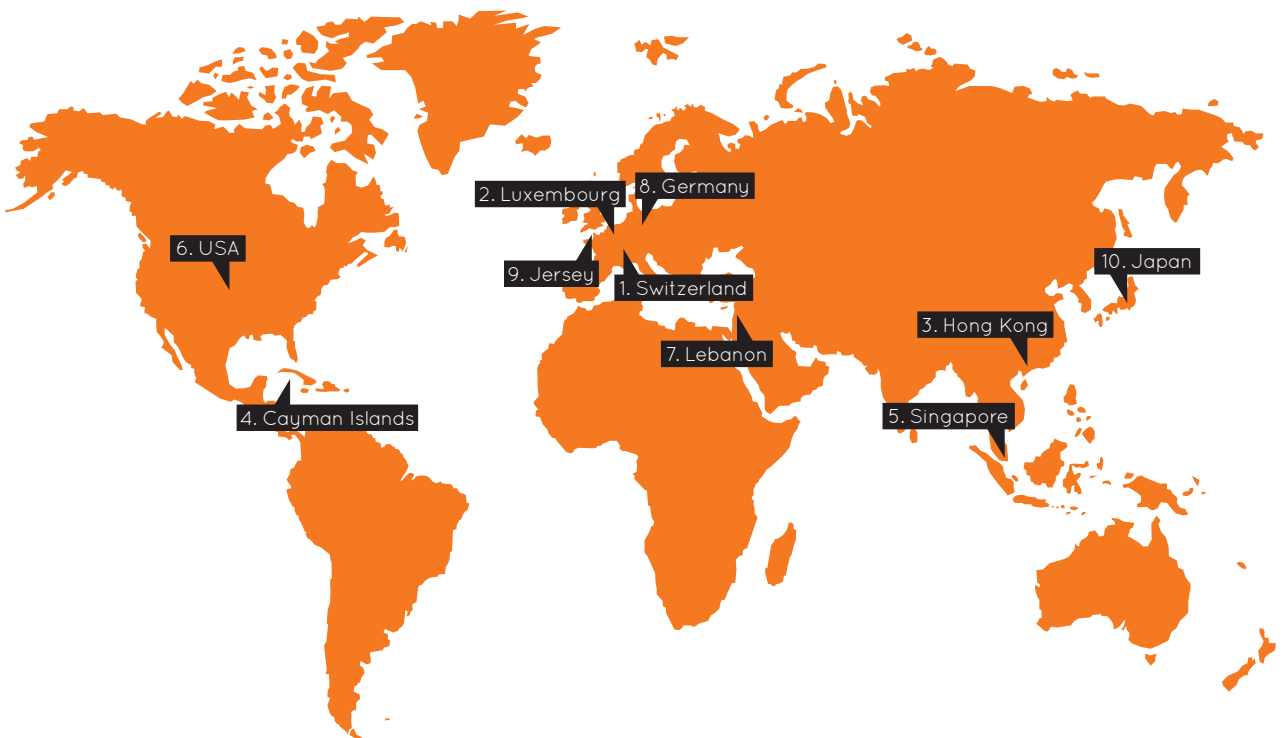 8. Germany
2. Luxembourg
6. USA
10. Japan
9. Jersey
1. Switzerland
3. Hong Kong
7. Lebanon
5. Singapore
4. Cayman Islands